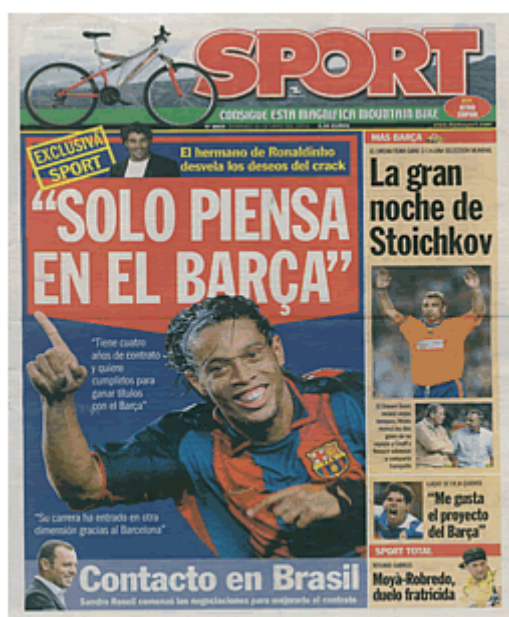 SPORT
CONSIGUE ESTA MAGNIFICA MOUNTAIN BIKE
EXCLUSIVA
SPORT
El hermano de Ronaldinho
desvela los deseos del crack
"SOLO PIENSA
EN EL BARÇA"
"Tiene cuatro
años de contrato
y quiere
cumplirlos para
ganar títulos
con el Barça"
"Su carrera ha entrado en otra
dimensión gracias al Barcelona"
Contacto en Brasil
Sandro Rosell comenzó las negociaciones para mejorarle el contrato
MAS BARÇA
La gran
noche de
Stoichkov
"Me gusta
el proyecto
del Barça"
SPORT TOTAL
Moyà-Robredo,
duelo fratricida